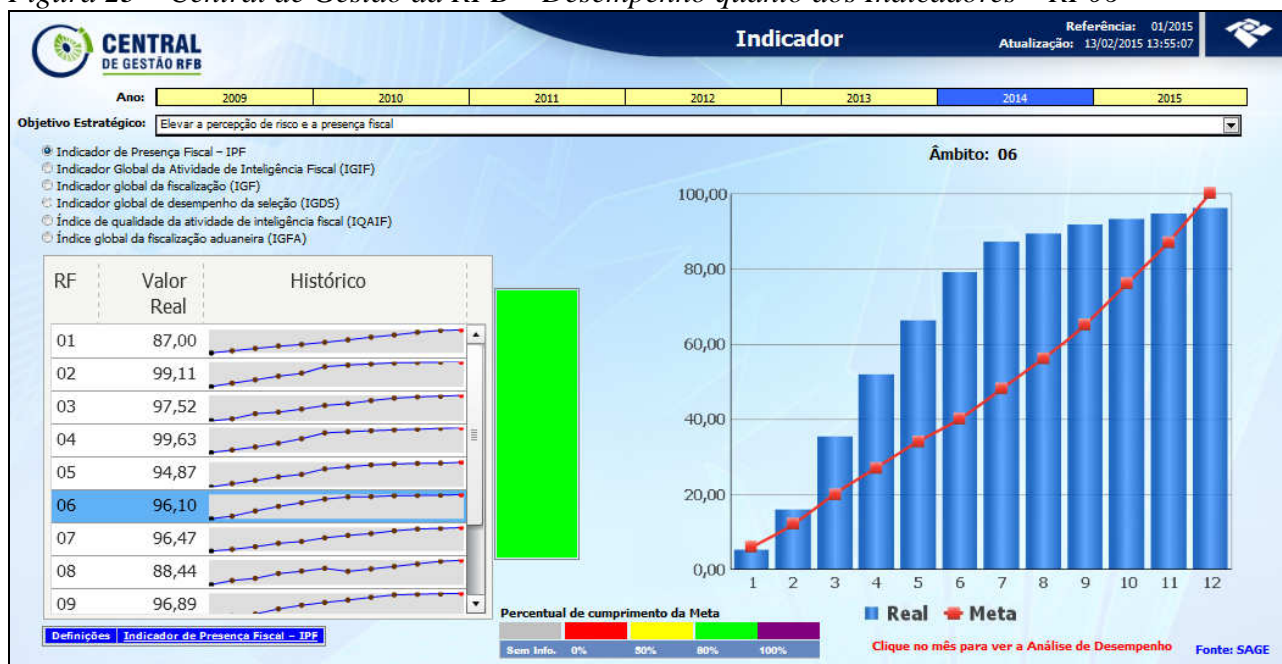 Figura 25 – Central de Gestão da RFB – Desempenho quanto aos Indicadores – RF06
CENTRAL
DE GESTÃO RFB
Indicador
Referência: 01/2015
Atualização: 13/02/2015 13:55:07
Ano: 2009 2010 2011 2012 2013 2014 2015
Objetivo Estratégico: Elevar a percepção de risco e a presença fiscal
Indicador de Presença Fiscal – IPF
Indicador Global da Atividade de Inteligência Fiscal (IGIF)
Indicador global da fiscalização (IGF)
Indicador global de desempenho da seleção (IGDS)
Índice de qualidade da atividade de inteligência fiscal (IQAIF)
Índice global da fiscalização aduaneira (IGFA)
RF Valor Real Histórico
01 87,00
02 99,11
03 97,52
04 99,63
05 94,87
06 96,10
07 96,47
08 88,44
09 96,89
Definições Indicador de Presença Fiscal – IPF
Percentual de cumprimento da Meta
Sem Info. 0% 50% 80% 100%
Âmbito: 06
100,00
80,00
60,00
40,00
20,00
0,00
1 2 3 4 5 6 7 8 9 10 11 12
Real Meta
Clique no mês para ver a Análise de Desempenho
Fonte: SAGE